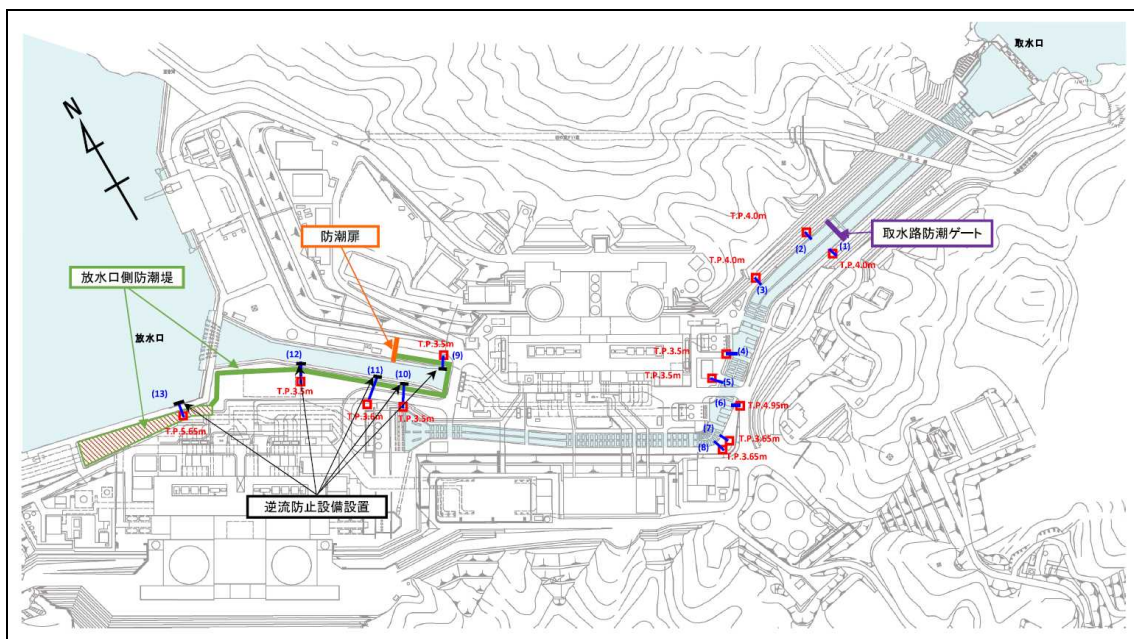 取水口
N
T.P.4.0m
取水路防潮ゲート
防潮扉
(2)
(1)
T.P.4.0m
T.P.4.0m
放水口側防潮堤
(3)
放水口
T.P.3.5m
(12)
(9)
T.P.3.5m
(4)
(11)
(10)
T.P.3.5m
(5)
T.P.3.5m
(13)
T.P.3.6m
T.P.3.5m
(6)
T.P.4.95m
T.P.5.65m
(7)
T.P.3.65m
(8)
T.P.3.65m
逆流防止設備設置